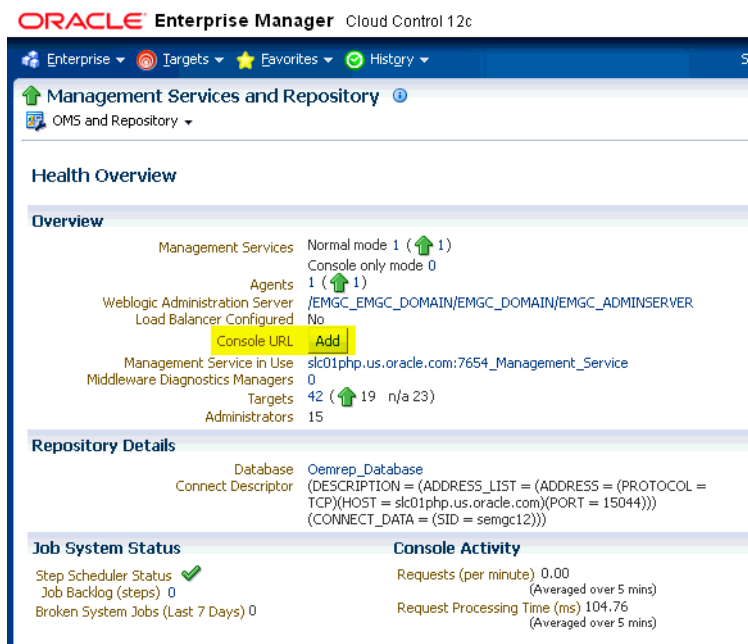 ORACLE Enterprise Manager Cloud Control 12c
Enterprise Targets Favorites History S
Management Services and Repository
OMS and Repository
Health Overview
Overview
Management Services Normal mode 1 ( 1)
Console only mode 0
Agents 1 ( 1)
Weblogic Administration Server /EMGC_EMGC_DOMAIN/EMGC_DOMAIN/EMGC_ADMINSERVER
Load Balancer Configured No
Console URL Add
Management Service in Use slc01php.us.oracle.com:7654_Management_Service
Middleware Diagnostics Managers 0
Targets 42 ( 19 n/a 23)
Administrators 15
Repository Details
Database Oemrep_Database
Connect Descriptor (DESCRIPTION = (ADDRESS_LIST = (ADDRESS = (PROTOCOL =
TCP)(HOST = slc01php.us.oracle.com)(PORT = 15044)))
(CONNECT_DATA = (SID = semgc12)))
Job System Status
Step Scheduler Status
Job Backlog (steps) 0
Broken System Jobs (Last 7 Days) 0
Console Activity
Requests (per minute) 0.00
(Averaged over 5 mins)
Request Processing Time (ms) 104.76
(Averaged over 5 mins)